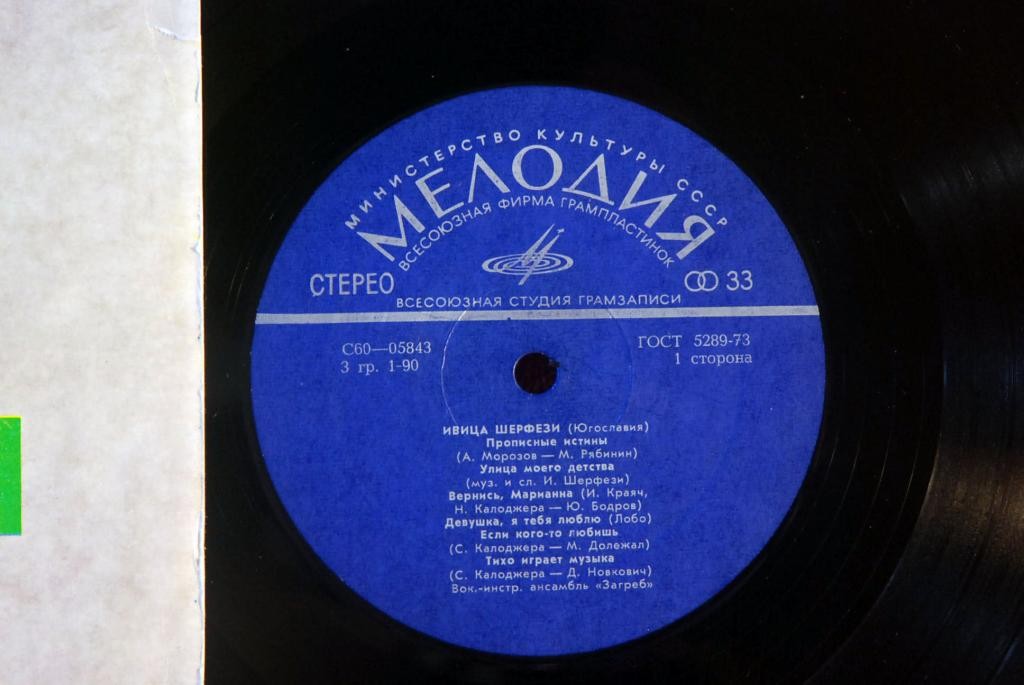 МИНИСТЕРСТВО КУЛЬТУРЫ СССР
МЕЛОДИЯ
ВСЕСОЮЗНАЯ ФИРМА ГРАМПЛАСТИНОК
СТЕРЕО
33
ВСЕСОЮЗНАЯ СТУДИЯ ГРАМЗАПИСИ
С60—05843
3 гр. 1-90
ГОСТ 5289-73
1 сторона
ИВИЦА ШЕРФЕЗИ (Югославия)
Прописные истины
(А. Морозов — М. Рябинин)
Улица моего детства
(муз. и сл. И. Шерфези)
Вернись, Марианна (И. Краяч,
Н. Калоджера — Ю. Бодров)
Девушка, я тебя люблю (Лобо)
Если кого-то любишь
(С. Калоджера — М. Долежал)
Тихо играет музыка
(С. Калоджера — Д. Новкович)
Вок.-инстр. ансамбль «Загреб»